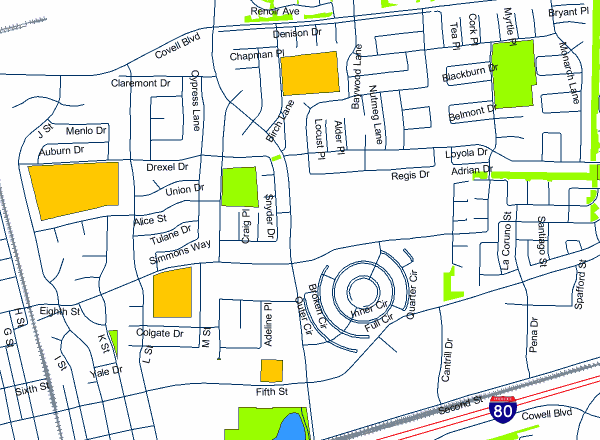 Renoir Ave
Bryant Pl
Myrtle Pl
Cork Pl
Tea Pl
Denison Dr
Covell Blvd
Chapman Pl
Monarch Lane
Baywood Lane
Blackburn Dr
Claremont Dr
Cypress Lane
Nutmeg Lane
Belmont Dr
Birch Lane
J St
Menlo Dr
Alder Pl
Locust Pl
Auburn Dr
Loyola Dr
Drexel Dr
Adrian Dr
Regis Dr
Union Dr
Snyder Dr
Alice St
Craig Pl
La Coruno St
Santiago St
Tulane Dr
Simmons Way
Spafford St
Quarter Cir
Broken Cir
Outer Cir
Inner Cir
Full Cir
Eighth St
H St
G St
Adeline Pl
Colgate Dr
M St
K St
L St
I St
Pena Dr
Cantrill Dr
Yale Dr
Sixth St
Fifth St
Second St
80
Cowell Blvd